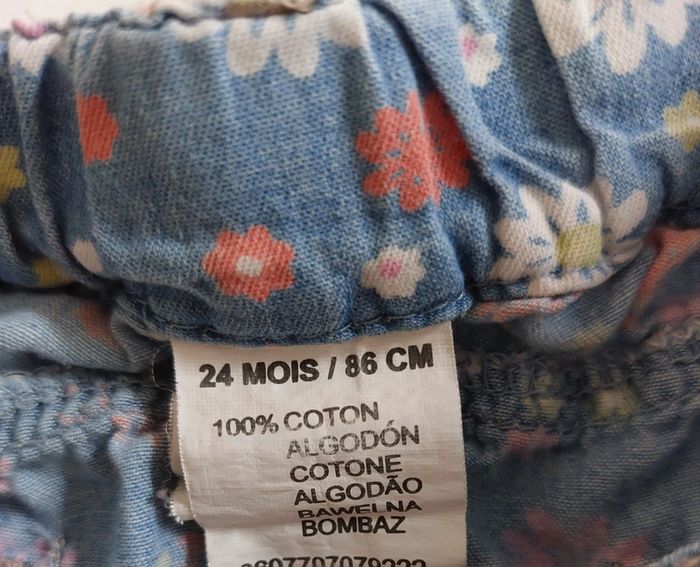 24 MOIS / 86 CM
100% COTON
ALGODÓN
COTONE
ALGODÃO
BAWEŁNA
BOMBAZ